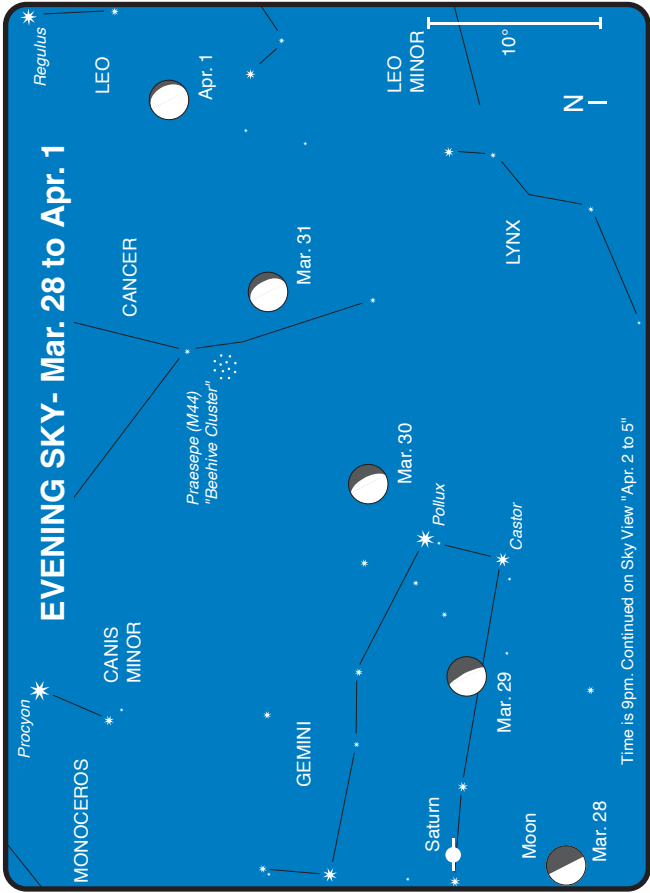 EVENING SKY- Mar. 28 to Apr. 1
Procyon
CANIS
MINOR
MONOCEROS
CANCER
LEO
Regulus
Apr. 1
Mar. 31
Praesepe (M44)
"Beehive Cluster"
GEMINI
Mar. 30
Pollux
Castor
Mar. 29
Saturn
Moon
Mar. 28
LEO
MINOR
LYNX
10°
N
Time is 9pm. Continued on Sky View "Apr. 2 to 5"